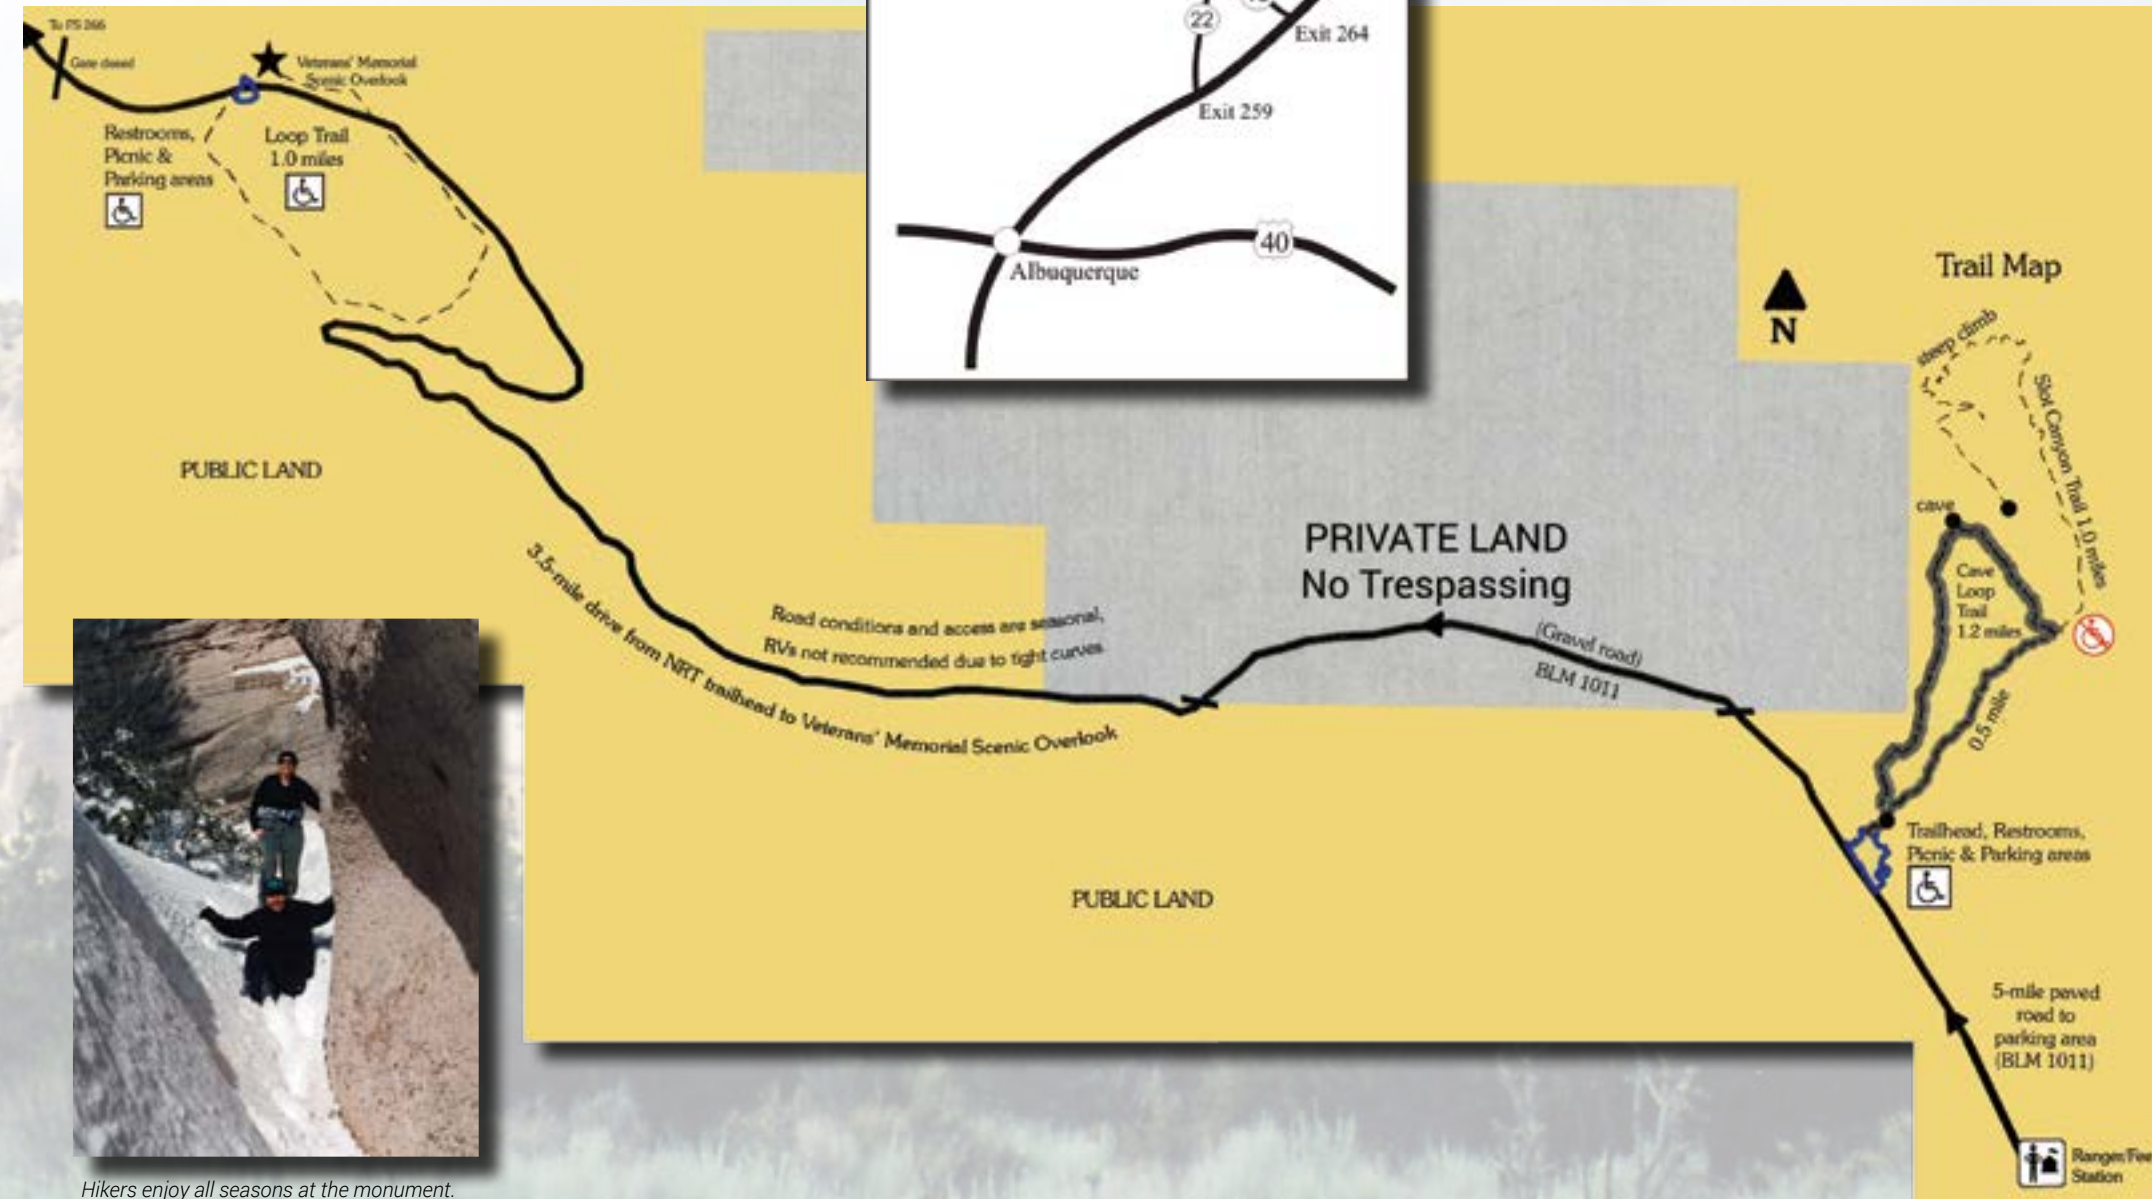 To FS 266
Gate closed
Veterans' Memorial
Scenic Overlook
Restrooms,
Picnic &
Parking areas
Loop Trail
1.0 miles
22
Exit 264
Exit 259
40
Albuquerque
Trail Map
N
steep climb
Slot Canyon Trail 1.0 miles
PUBLIC LAND
cave
Cave
Loop
Trail
1.2 miles
0.5 mile
PRIVATE LAND
No Trespassing
(Gravel road)
BLM 1011
Road conditions and access are seasonal,
RVs not recommended due to tight curves.
3.5-mile drive from NRT trailhead to Veterans' Memorial Scenic Overlook
Trailhead, Restrooms,
Picnic & Parking areas
PUBLIC LAND
5-mile paved
road to
parking area
(BLM 1011)
Ranger/Fee
Station
Hikers enjoy all seasons at the monument.